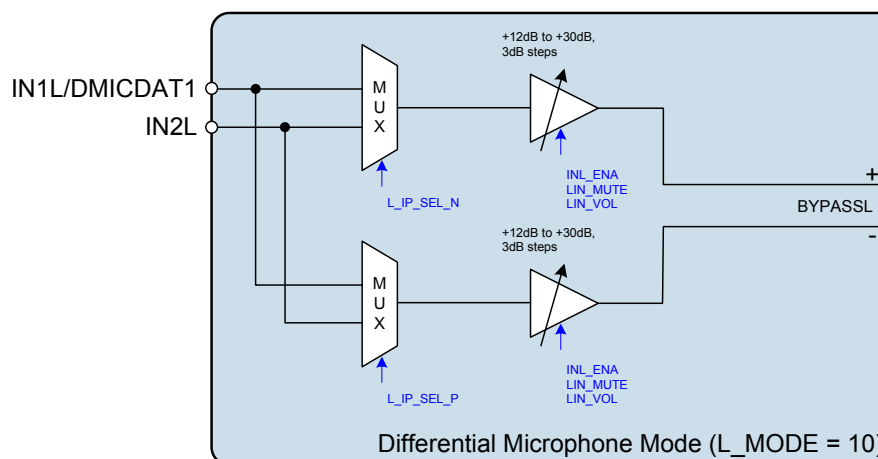 +12dB to +30dB,
3dB steps
IN1L/DMICDAT1
IN2L
M
U
X
L_IP_SEL_N
INL_ENA
LIN_MUTE
LIN_VOL
+
BYPASSL
-
+12dB to +30dB,
3dB steps
M
U
X
L_IP_SEL_P
INL_ENA
LIN_MUTE
LIN_VOL
Differential Microphone Mode (L_MODE = 10)